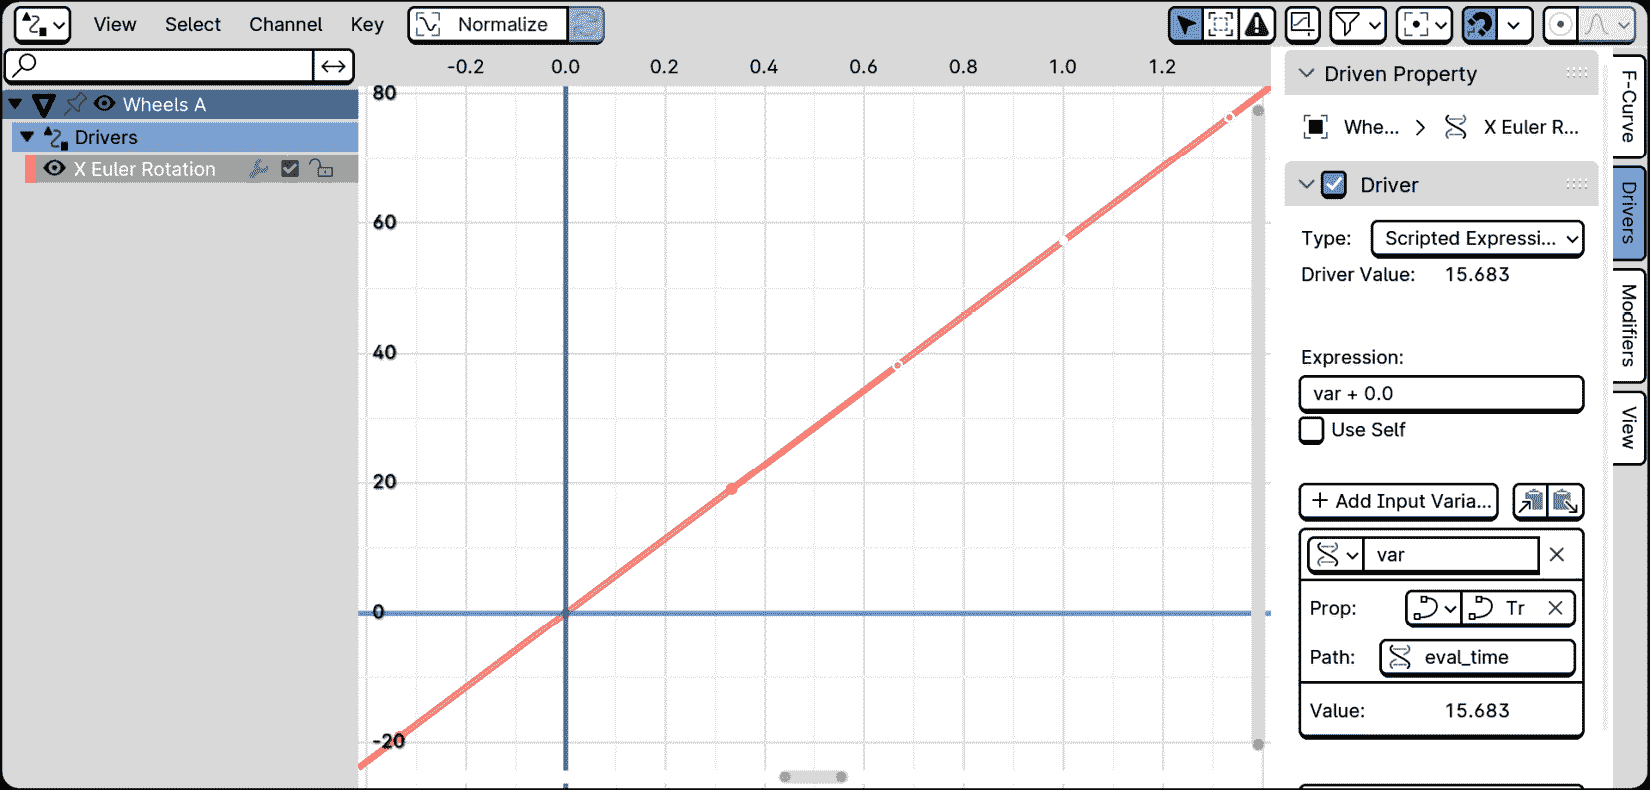 View Select Channel Key Normalize
-0.2 0.0 0.2 0.4 0.6 0.8 1.0 1.2
80
60
40
20
0
-20
Wheels A
Drivers
X Euler Rotation
Driven Property
Whe... X Euler R...
Driver
Type: Scripted Expressi...
Driver Value: 15.683
Expression:
var + 0.0
Use Self
+ Add Input Varia...
var
Prop: Tr
Path: eval_time
Value: 15.683
F-Curve
Drivers
Modifiers
View